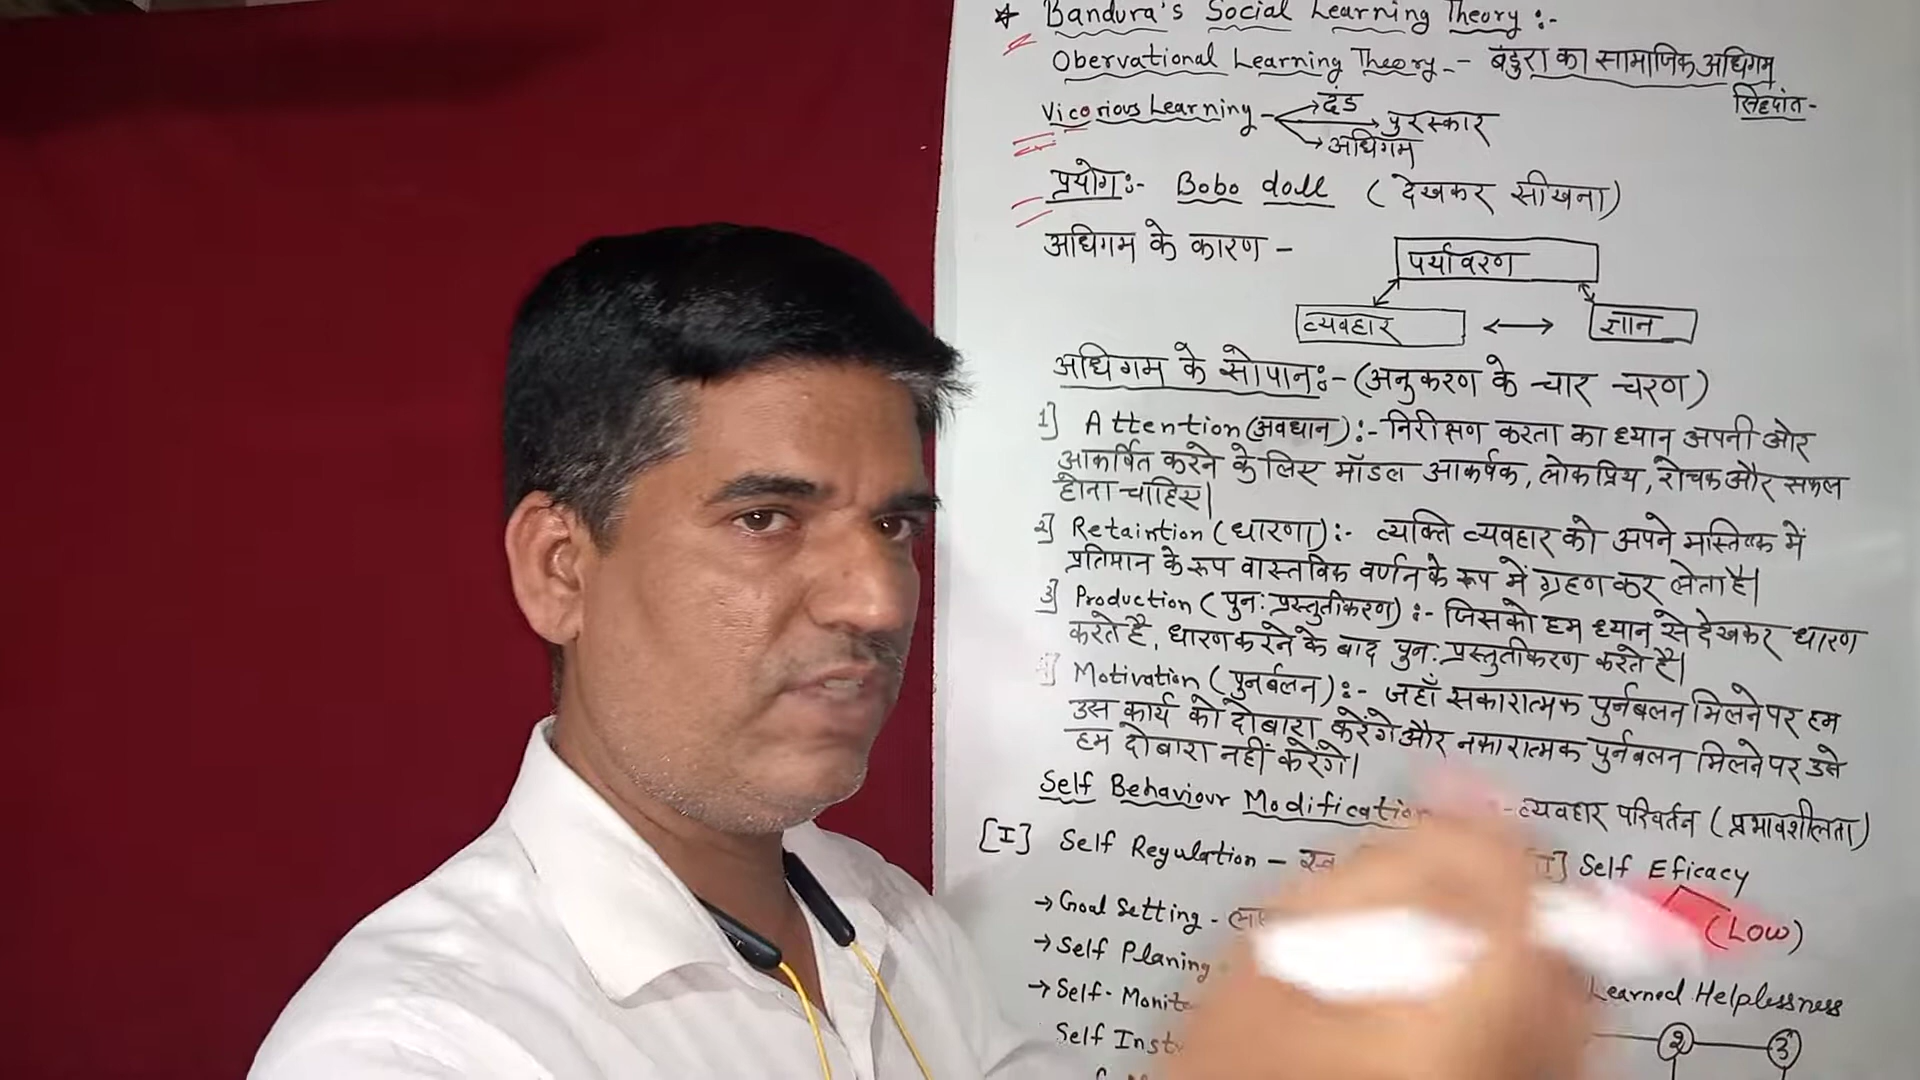 * Bandura's Social Learning Theory :-
Obervational Learning Theory - बंडुरा का सामाजिक अधिगम
सिद्धांत-
Vicorious Learning → दंड
→ पुरस्कार
→ अधिगम
प्रयोग:- Bobo doll (देखकर सीखना)
अधिगम के कारण -
पर्यावरण
व्यवहार ↔ ज्ञान
अधिगम के सोपान:- (अनुकरण के चार चरण)
1] Attention (अवधान) :- निरीक्षण करता का ध्यान अपनी ओर
आकर्षित करने के लिए मॉडल आकर्षक, लोकप्रिय, रोचक और सफल
होना चाहिए।
2] Retaintion (धारणा) :- व्यक्ति व्यवहार को अपने मस्तिष्क में
प्रतिमान के रूप वास्तविक वर्णन के रूप में ग्रहण कर लेता है।
3] Production (पुन: प्रस्तुतीकरण) :- जिसको हम ध्यान से देखकर धारण
करते है, धारण करने के बाद पुन: प्रस्तुतीकरण करते है।
4] Motivation (पुनर्बलन) :- जहाँ सकारात्मक पुर्नबलन मिलने पर हम
उस कार्य को दोबारा करेंगे और नकारात्मक पुर्नबलन मिलने पर उसे
हम दोबारा नहीं करेंगे।
Self Behaviour Modification - व्यवहार परिवर्तन (प्रभावशीलता)
[I] Self Regulation -
Self Eficacy
→ Goal Setting -
(Low)
→ Self Planing
→ Self-
Learned Helplessness
Self
2 3